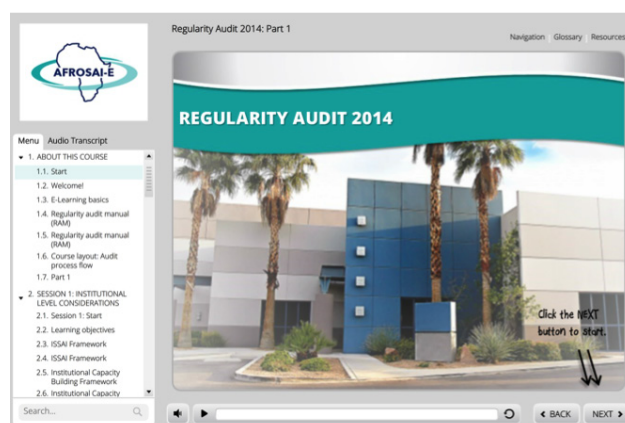 Regularity Audit 2014: Part 1
Navigation
Glossary
Resources
AFROSAI-E
REGULARITY AUDIT 2014
Menu
Audio Transcript
1. ABOUT THIS COURSE
1.1. Start
1.2. Welcome!
1.3. E-Learning basics
1.4. Regularity audit manual
(RAM)
1.5. Regularity audit manual
(RAM)
1.6. Course layout: Audit
process flow
1.7. Part 1
2. SESSION 1: INSTITUTIONAL
LEVEL CONSIDERATIONS
2.1. Session 1: Start
2.2. Learning objectives
2.3. ISSAI Framework
2.4. ISSAI Framework
2.5. Institutional Capacity
Building Framework
2.6. Institutional Capacity
Click the NEXT
button to start.
Search...
BACK
NEXT